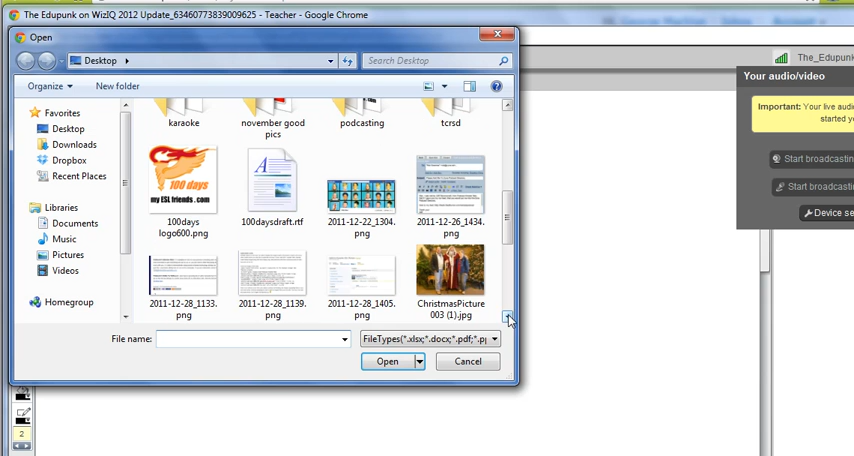 The Edupunk on WizIQ 2012 Update_63460773839009625 - Teacher - Google Chrome
Open
Desktop
Search Desktop
Organize
New folder
The_Edupunk
Your audio/video
Important: Your live audi
started yo
Start broadcasting
Start broadcastin
Device se
Favorites
Desktop
Downloads
Dropbox
Recent Places
Libraries
Documents
Music
Pictures
Videos
Homegroup
karaoke
november good
pics
podcasting
tcrsd
100 days
my ESL friends .com
100days
logo600.png
100daysdraft.rtf
2011-12-22_1304.
png
2011-12-26_1434.
png
2011-12-28_1133.
png
2011-12-28_1139.
png
2011-12-28_1405.
png
ChristmasPicture
003 (1).jpg
File name:
FileTypes(*.xlsx;*.docx;*.pdf;*.pp
Open
Cancel
2